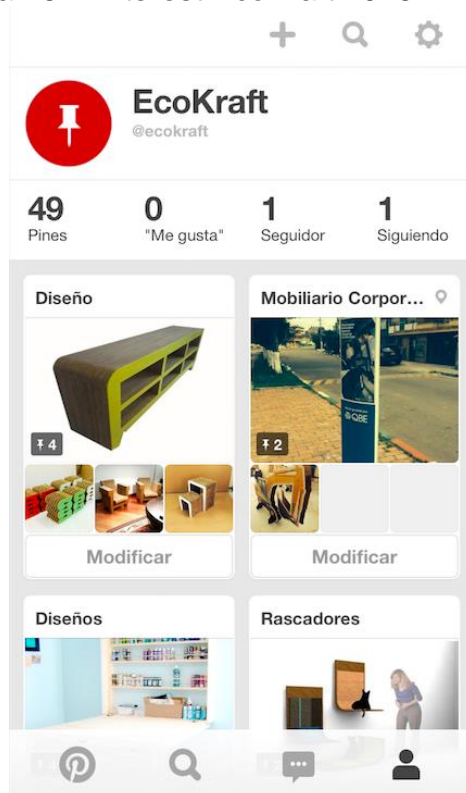 EcoKraft
@ecokraft
49 0 1 1
Pines "Me gusta" Seguidor Siguiendo
Diseño
Mobiliario Corpor...
4
QBE
2
Modificar
Modificar
Diseños
Rascadores